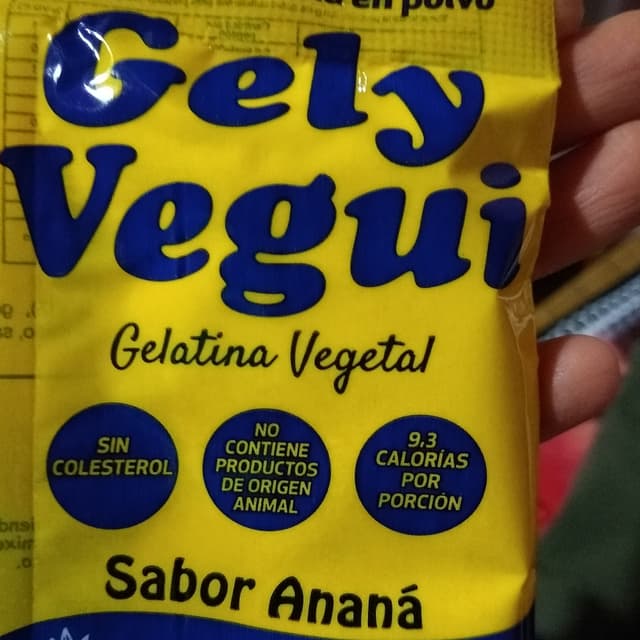 en polvo
Gely
Vegui
Gelatina Vegetal
SIN
COLESTEROL
NO
CONTIENE
PRODUCTOS
DE ORIGEN
ANIMAL
9,3
CALORÍAS
POR
PORCIÓN
Sabor Ananá